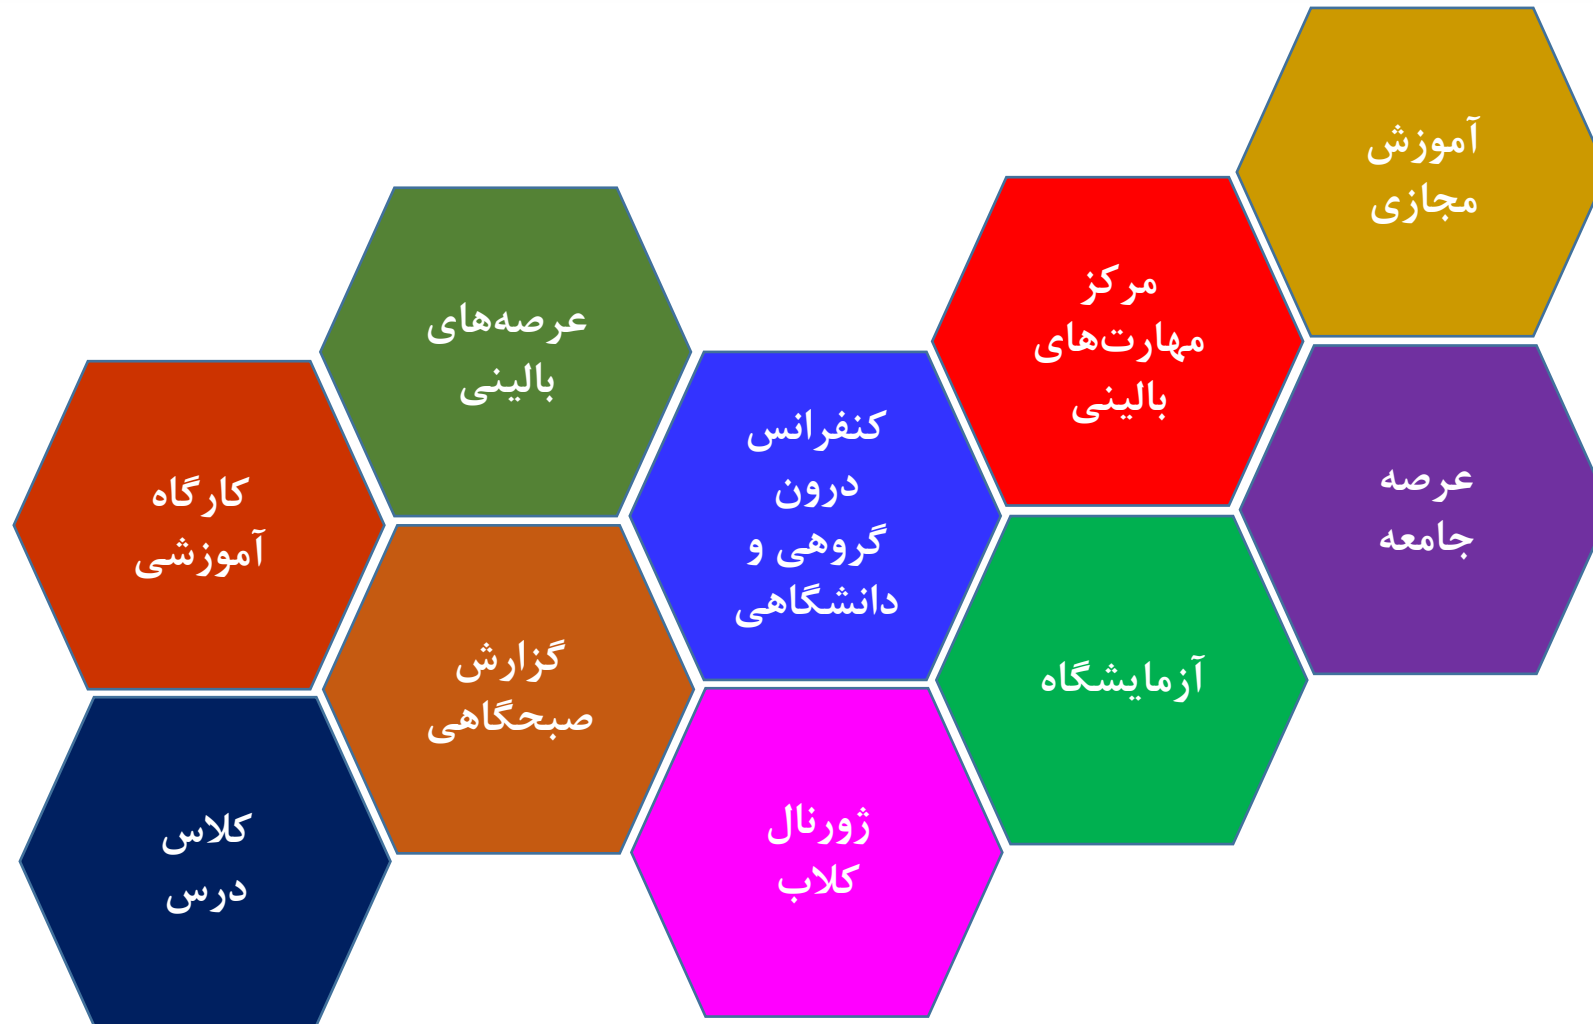 آموزش
مجازی
مرکز
مهارت‌های
بالینی
عرصه
جامعه
عرصه‌های
بالینی
کنفرانس
درون
گروهی و
دانشگاهی
آزمایشگاه
کارگاه
آموزشی
گزارش
صبحگاهی
ژورنال
کلاب
کلاس
درس